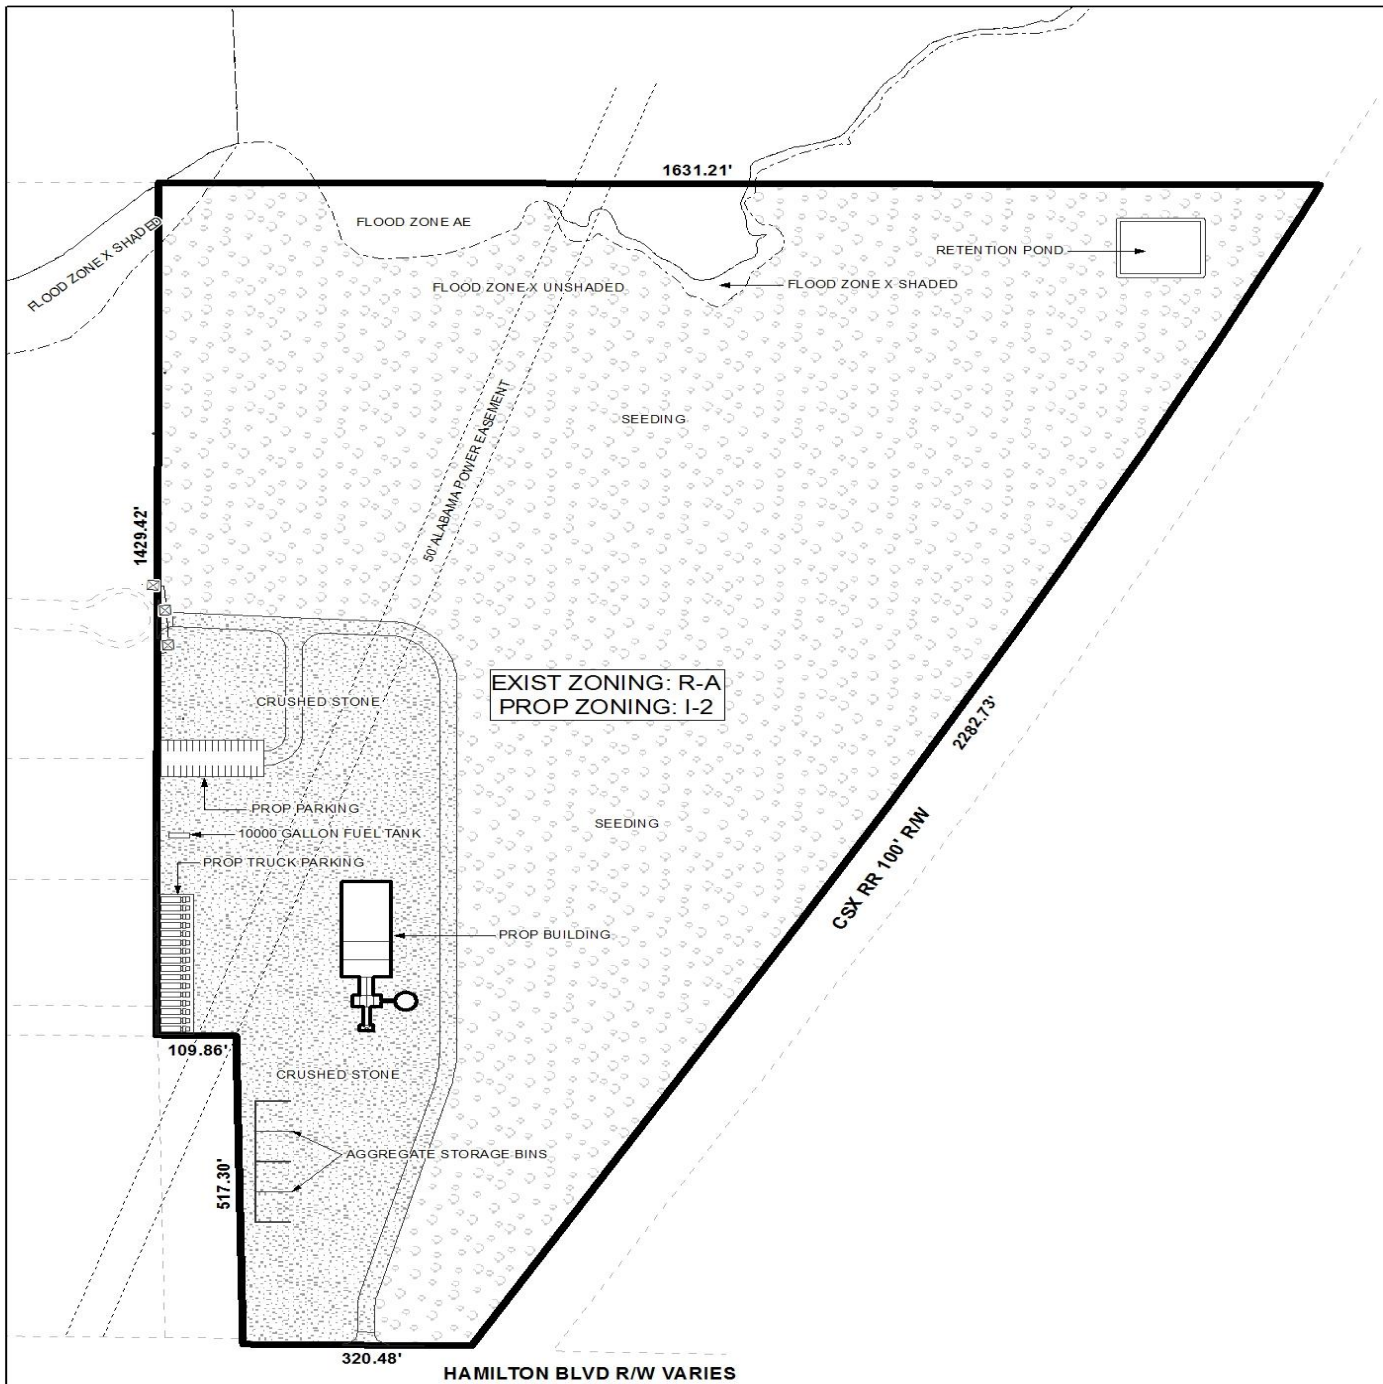 1631.21'
FLOOD ZONE AE
FLOOD ZONE X SHADED
RETENTION POND
FLOOD ZONE X UNSHADED
FLOOD ZONE X SHADED
SEEDING
50' ALABAMA POWER EASEMENT
1429.42'
EXIST ZONING: R-A
PROP ZONING: I-2
CRUSHED STONE
2282.73'
PROP PARKING
10000 GALLON FUEL TANK
SEEDING
CSX RR 100' R/W
PROP TRUCK PARKING
PROP BUILDING
109.86'
CRUSHED STONE
AGGREGATE STORAGE BINS
517.30'
320.48'
HAMILTON BLVD R/W VARIES